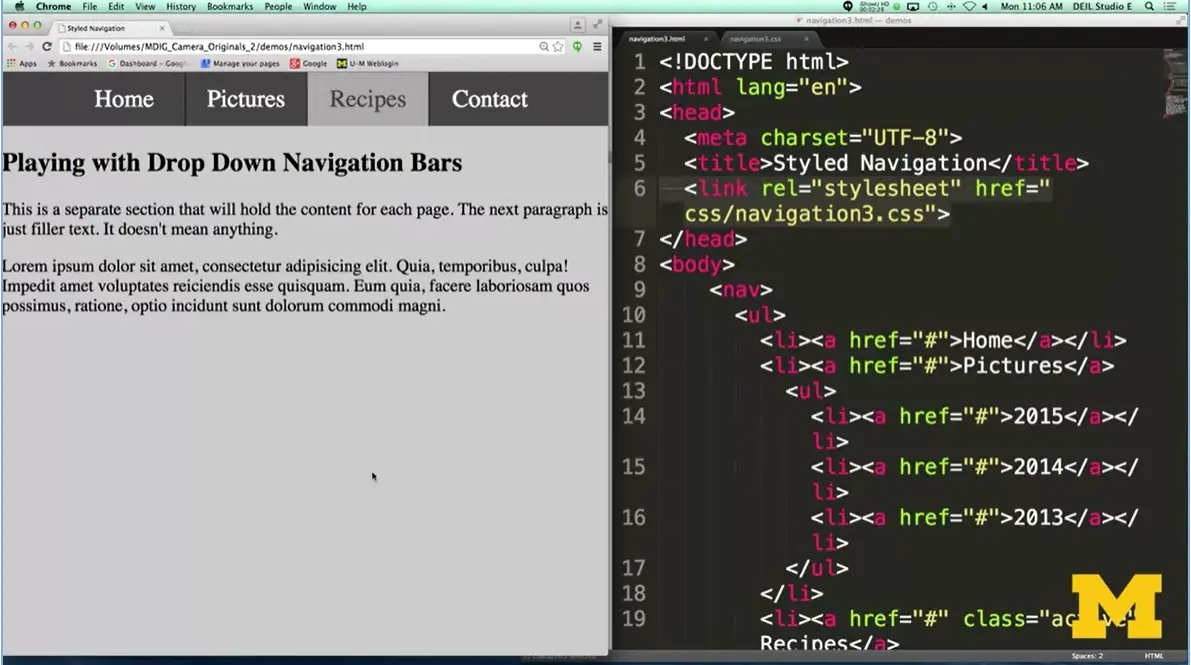 Chrome File Edit View History Bookmarks People Window Help
Mon 11:06 AM DEIL Studio E
Styled Navigation
file:///Volumes/MDIG_Camera_Originals_2/demos/navigation3.html
Apps Bookmarks Dashboard – Goog Manage your pages Google U-M Weblogin
Home Pictures Recipes Contact
Playing with Drop Down Navigation Bars
This is a separate section that will hold the content for each page. The next paragraph is
just filler text. It doesn't mean anything.
Lorem ipsum dolor sit amet, consectetur adipisicing elit. Quia, temporibus, culpa!
Impedit amet voluptates reiciendis esse quisquam. Eum quia, facere laboriosam quos
possimus, ratione, optio incidunt sunt dolorum commodi magni.
navigation3.html — demos
navigation3.html navigation3.css
1 <!DOCTYPE html>
2 <html lang="en">
3 <head>
4 <meta charset="UTF-8">
5 <title>Styled Navigation</title>
6 <link rel="stylesheet" href="
css/navigation3.css">
7 </head>
8 <body>
9 <nav>
10 <ul>
11 <li><a href="#">Home</a></li>
12 <li><a href="#">Pictures</a>
13 <ul>
14 <li><a href="#">2015</a></
li>
15 <li><a href="#">2014</a></
li>
16 <li><a href="#">2013</a></
li>
17 </ul>
18 </li>
19 <li><a href="#" class="active"
Recipes</a>
M
Spaces: 2 HTML